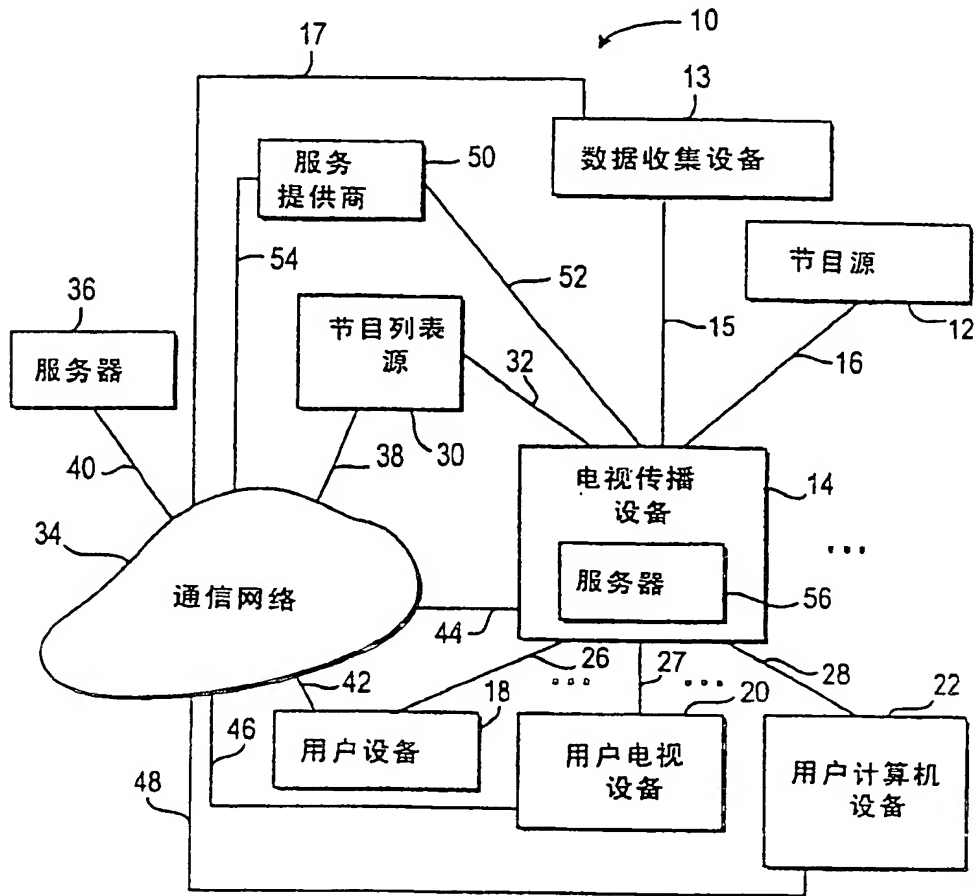 10
17
13
数据收集设备
50
服务
提供商
54
52
节目源
12
36
服务器
节目列表
源
15
16
32
40
38
30
电视传播
设备
14
34
服务器
56
通信网络
44
42
26
27
28
18
20
22
用户设备
46
用户电视
设备
用户计算机
设备
48